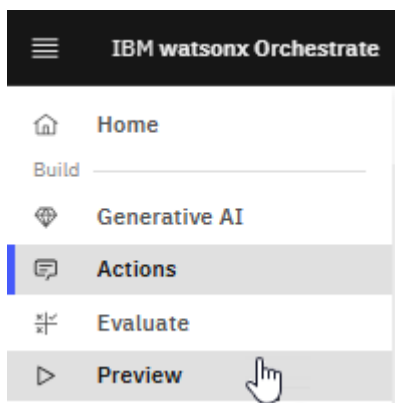 IBM watsonx Orchestrate
Home
Build
Generative AI
Actions
Evaluate
Preview